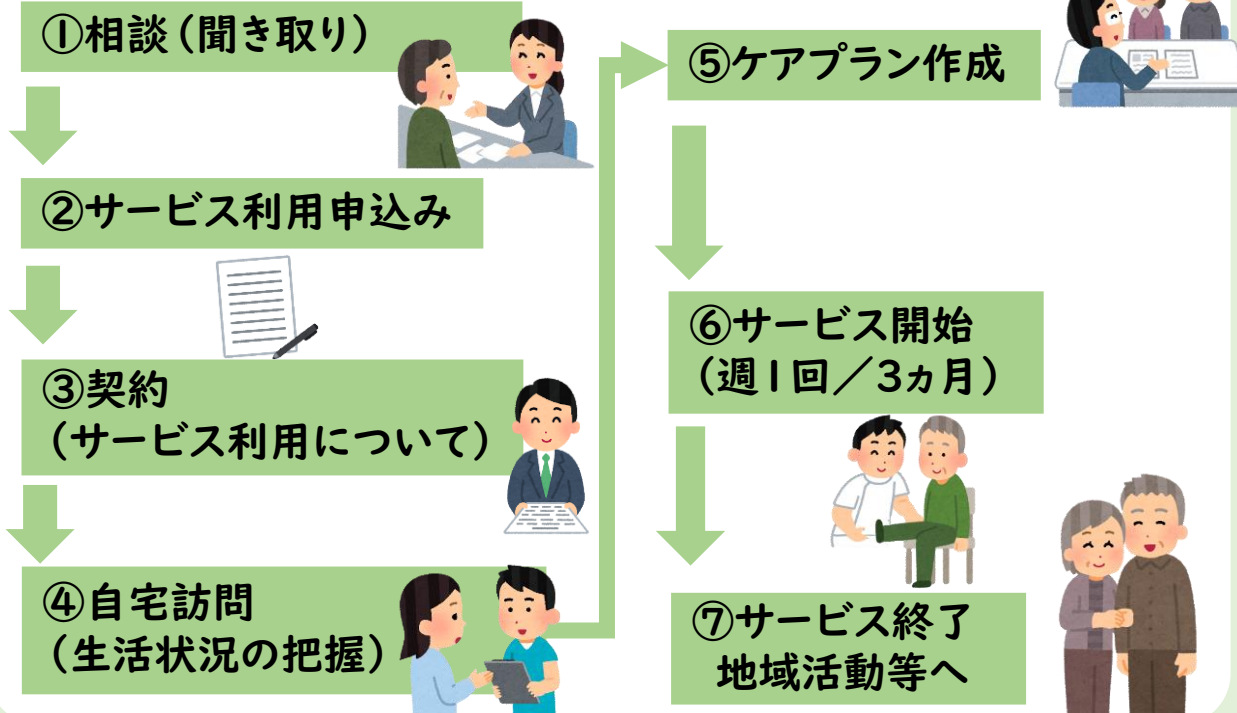 ①相談（聞き取り）
②サービス利用申込み
③契約
（サービス利用について）
④自宅訪問
（生活状況の把握）
⑤ケアプラン作成
⑥サービス開始
（週1回／3ヵ月）
⑦サービス終了
地域活動等へ